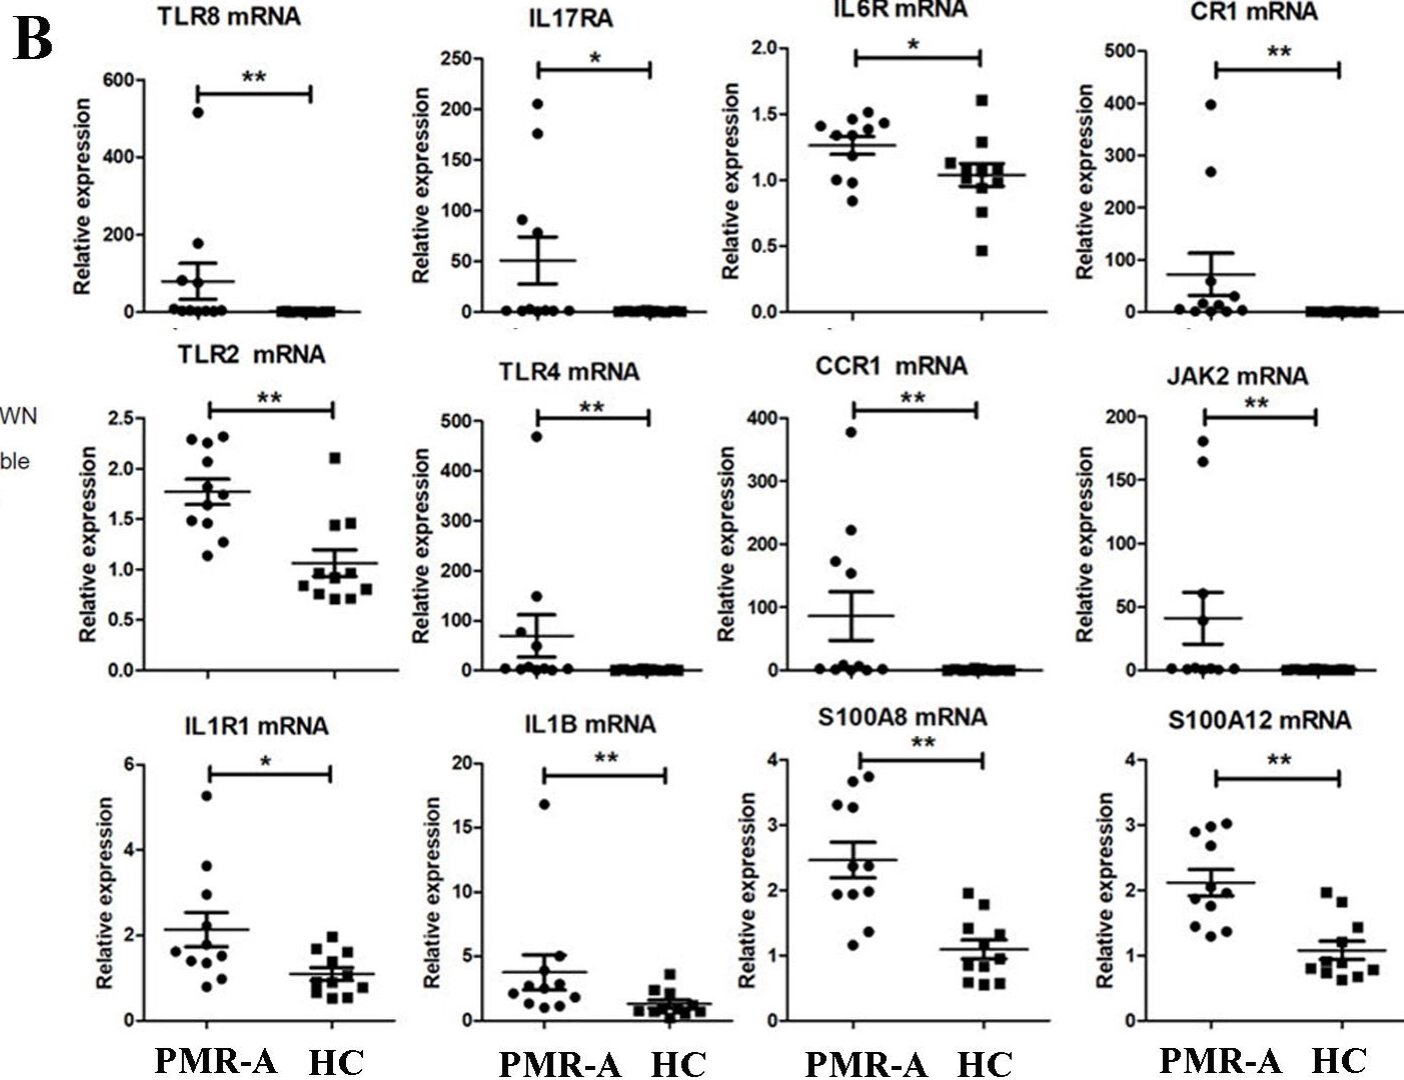 B
TLR8 mRNA
**
Relative expression
600
400
200
0
IL17RA
*
Relative expression
250
200
150
100
50
0
IL6R mRNA
*
Relative expression
2.0
1.5
1.0
0.5
0.0
CR1 mRNA
**
Relative expression
500
400
300
200
100
0
WN
ble
TLR2 mRNA
**
Relative expression
2.5
2.0
1.5
1.0
0.5
0.0
TLR4 mRNA
**
Relative expression
500
400
300
200
100
0
CCR1 mRNA
**
Relative expression
400
300
200
100
0
JAK2 mRNA
**
Relative expression
200
150
100
50
0
IL1R1 mRNA
*
Relative expression
6
4
2
0
PMR-A HC
IL1B mRNA
**
Relative expression
20
15
10
5
0
PMR-A HC
S100A8 mRNA
**
Relative expression
4
3
2
1
0
PMR-A HC
S100A12 mRNA
**
Relative expression
4
3
2
1
0
PMR-A HC